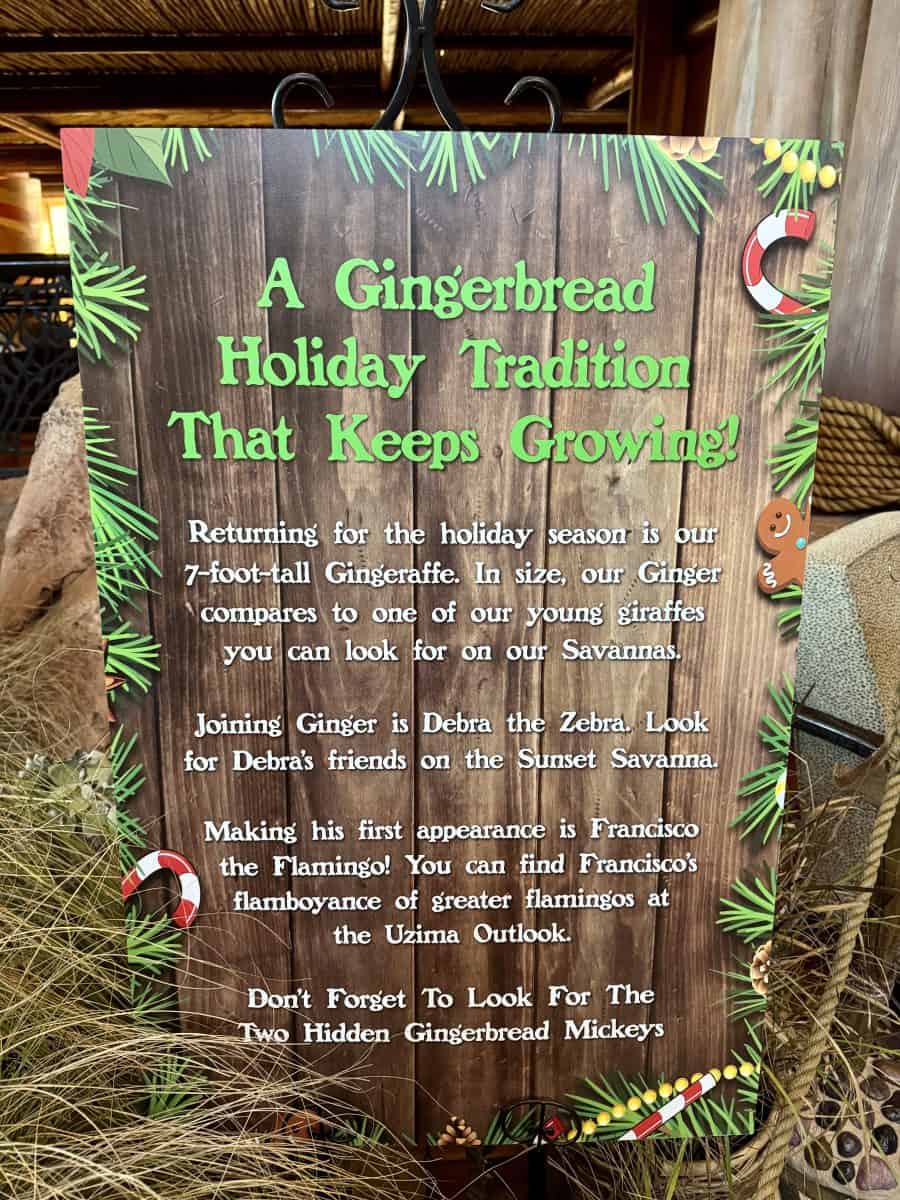 A Gingerbread
Holiday Tradition
That Keeps Growing!
Returning for the holiday season is our
7-foot-tall Gingeraffe. In size, our Ginger
compares to one of our young giraffes
you can look for on our Savannas.
Joining Ginger is Debra the Zebra. Look
for Debra's friends on the Sunset Savanna.
Making his first appearance is Francisco
the Flamingo! You can find Francisco's
flamboyance of greater flamingos at
the Uzima Outlook.
Don't Forget To Look For The
Two Hidden Gingerbread Mickeys